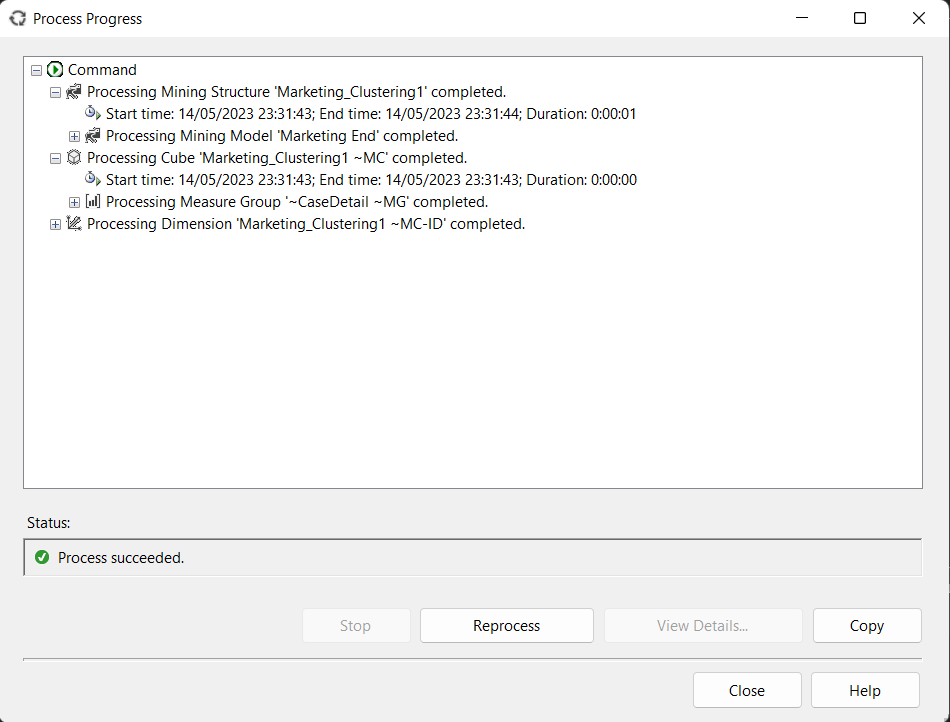 Process Progress
Command
Processing Mining Structure 'Marketing_Clustering1' completed.
Start time: 14/05/2023 23:31:43; End time: 14/05/2023 23:31:44; Duration: 0:00:01
Processing Mining Model 'Marketing End' completed.
Processing Cube 'Marketing_Clustering1 ~MC' completed.
Start time: 14/05/2023 23:31:43; End time: 14/05/2023 23:31:43; Duration: 0:00:00
Processing Measure Group '~CaseDetail ~MG' completed.
Processing Dimension 'Marketing_Clustering1 ~MC-ID' completed.
Status:
Process succeeded.
Stop Reprocess View Details... Copy
Close Help